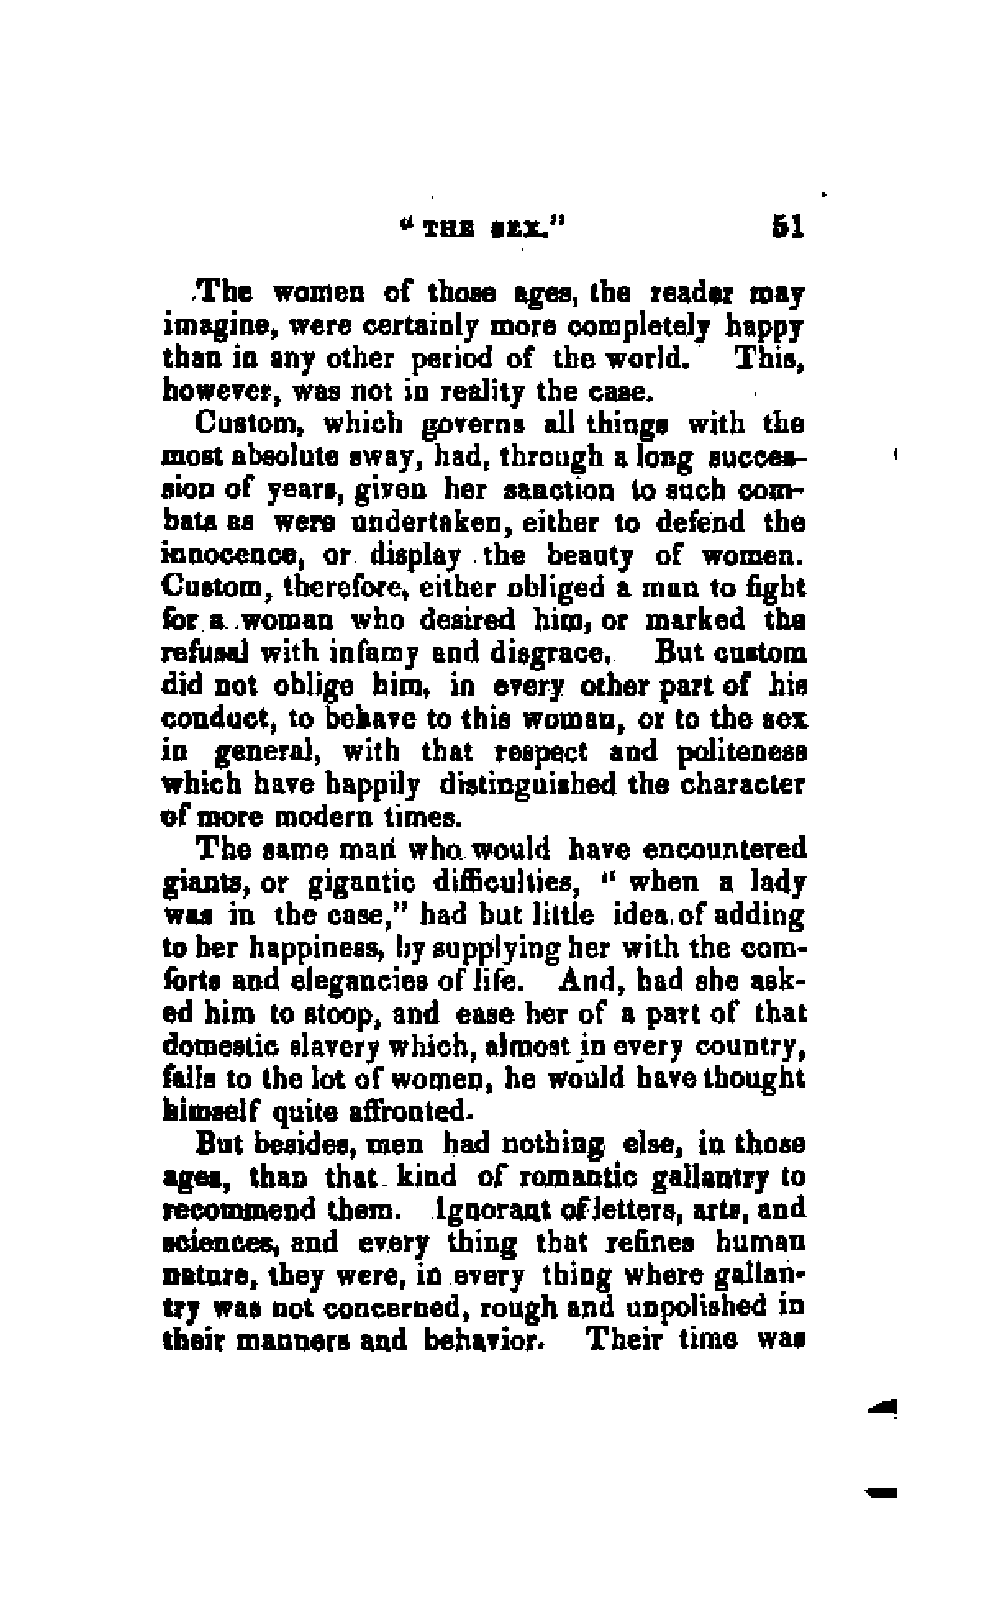 “ THE SEX.” 51
The women of those ages, the reader may
imagine, were certainly more completely happy
than in any other period of the world. This,
however, was not in reality the case.
Custom, which governs all things with the
most absolute sway, had, through a long succes-
sion of years, given her sanction to such com-
bats as were undertaken, either to defend the
innocence, or display the beauty of women.
Custom, therefore, either obliged a man to fight
for a woman who desired him, or marked the
refusal with infamy and disgrace. But custom
did not oblige him, in every other part of his
conduct, to behave to this woman, or to the sex
in general, with that respect and politeness
which have happily distinguished the character
of more modern times.
The same man who would have encountered
giants, or gigantic difficulties, “ when a lady
was in the case,” had but little idea of adding
to her happiness, by supplying her with the com-
forts and elegancies of life. And, had she ask-
ed him to stoop, and ease her of a part of that
domestic slavery which, almost in every country,
falls to the lot of women, he would have thought
himself quite affronted.
But besides, men had nothing else, in those
ages, than that kind of romantic gallantry to
recommend them. Ignorant of letters, arts, and
sciences, and every thing that refines human
nature, they were, in every thing where gallan-
try was not concerned, rough and unpolished in
their manners and behavior. Their time was